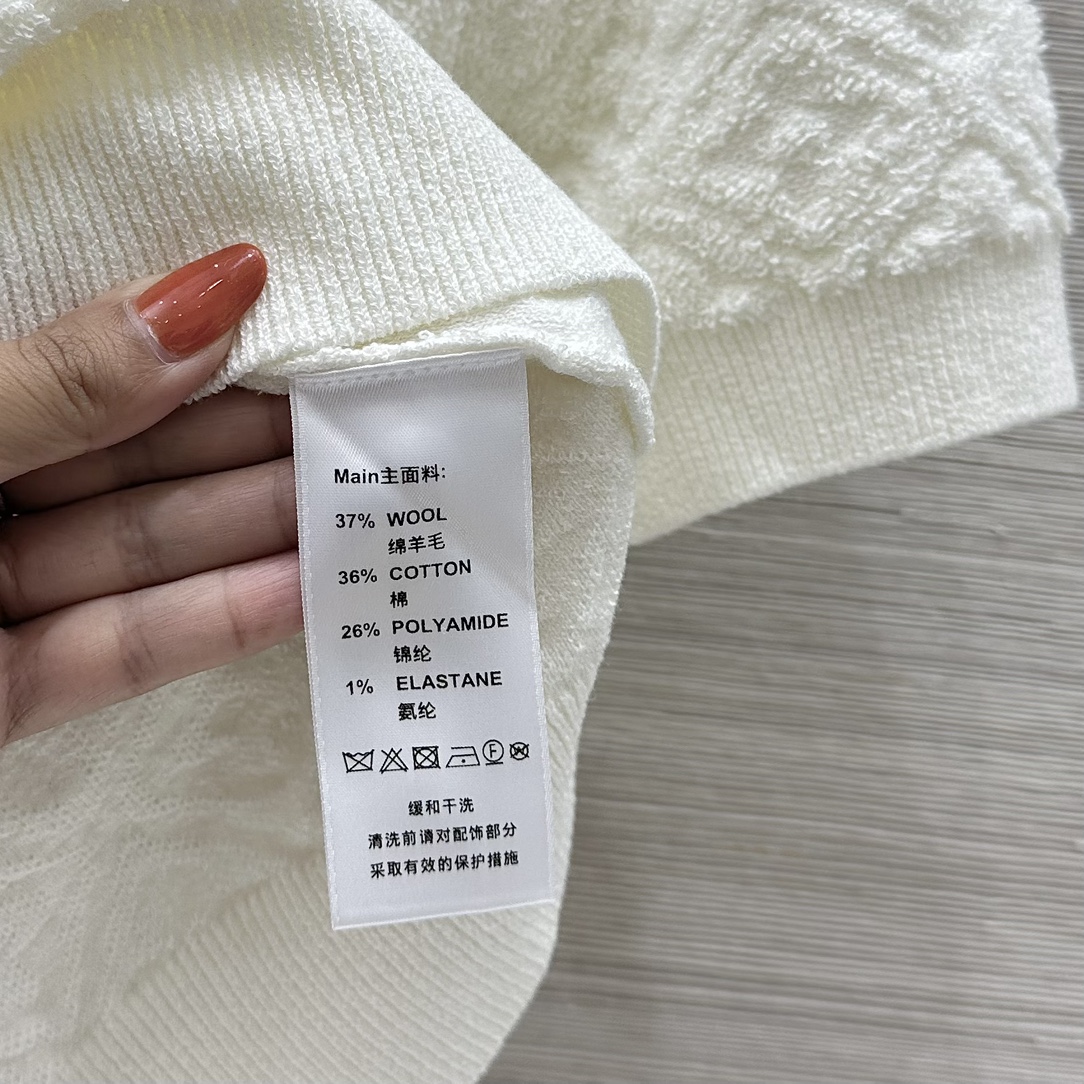 Main主面料:
37% WOOL
绵羊毛
36% COTTON
棉
26% POLYAMIDE
锦纶
1% ELASTANE
氨纶
F W
缓和干洗
清洗前请对配饰部分
采取有效的保护措施